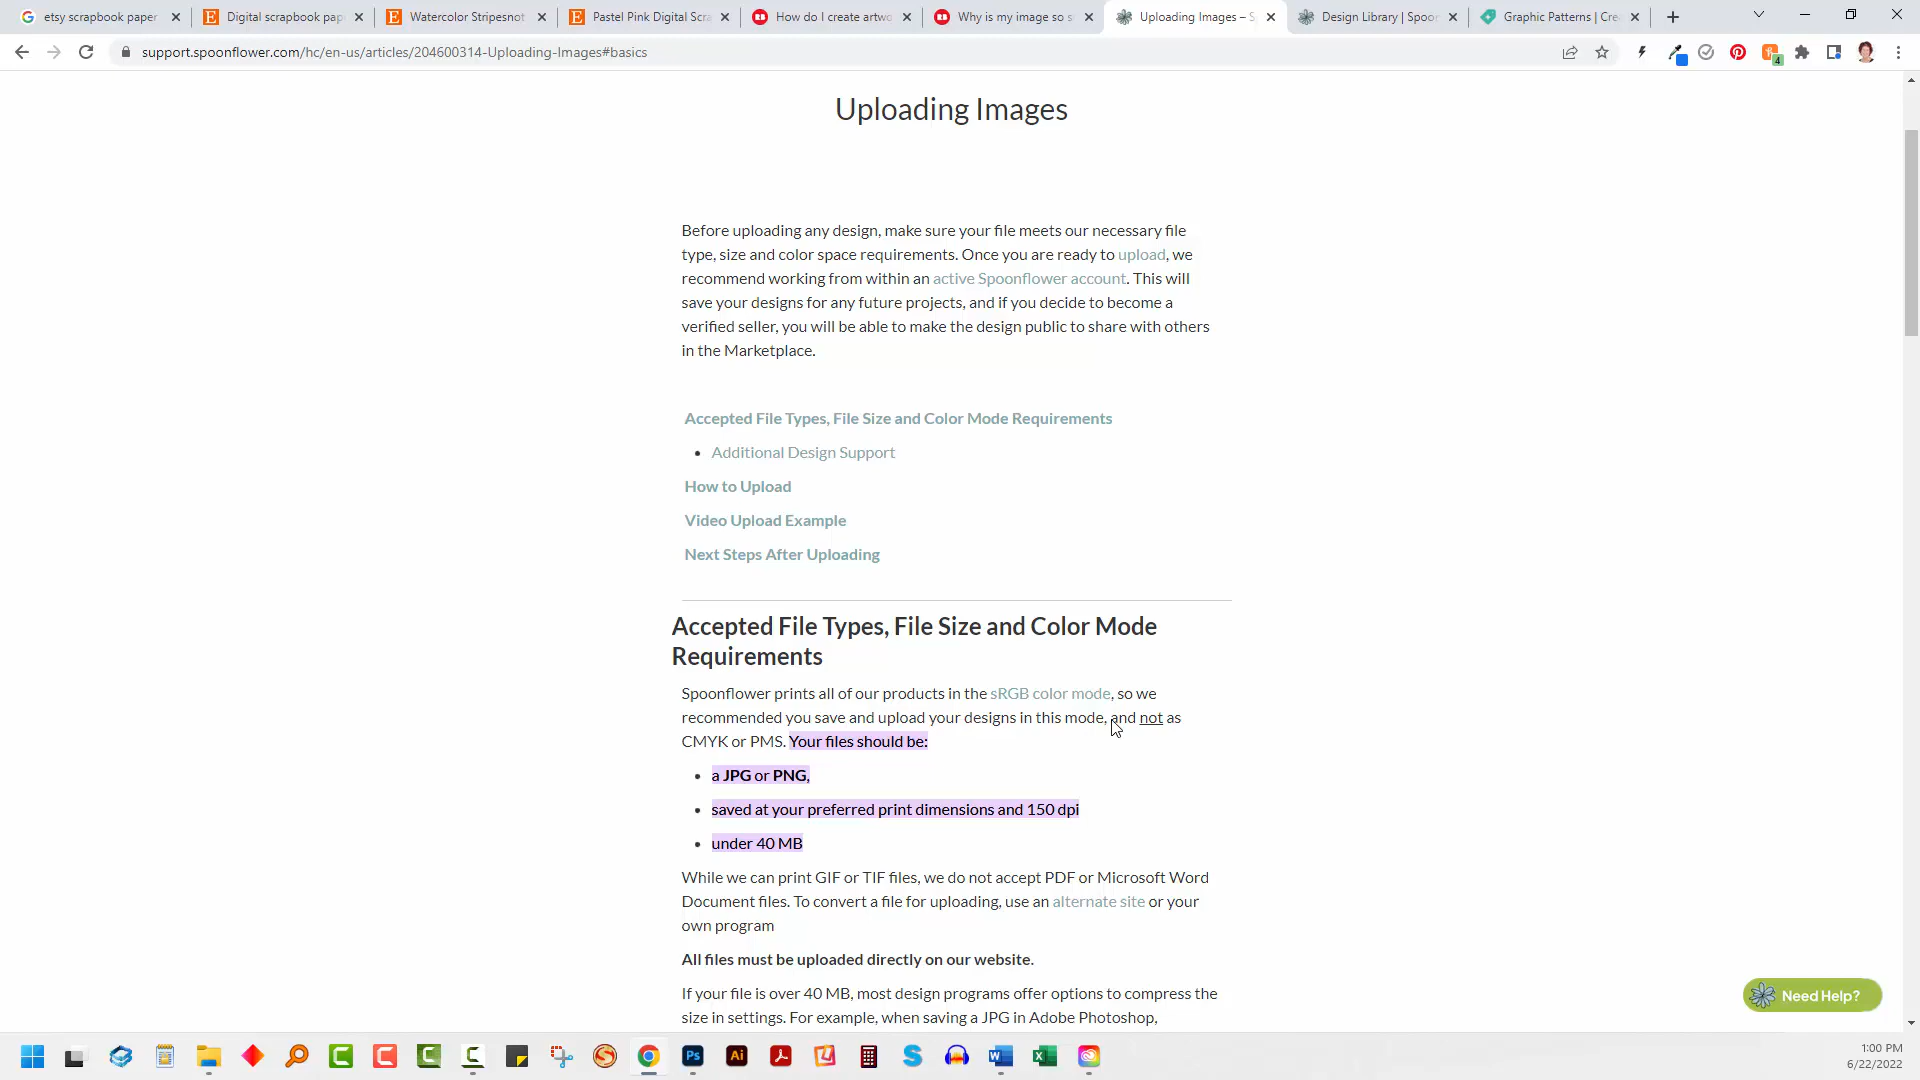 etsy scrapbook paper
Digital scrapbook pap
Watercolor Stripesnot
Pastel Pink Digital Scra
How do I create artwo
Why is my image so s
Uploading Images – S
Design Library | Spoon
Graphic Patterns | Cre
support.spoonflower.com/hc/en-us/articles/204600314-Uploading-Images#basics
4
Uploading Images
Before uploading any design, make sure your file meets our necessary file
type, size and color space requirements. Once you are ready to upload, we
recommend working from within an active Spoonflower account. This will
save your designs for any future projects, and if you decide to become a
verified seller, you will be able to make the design public to share with others
in the Marketplace.
Accepted File Types, File Size and Color Mode Requirements
• Additional Design Support
How to Upload
Video Upload Example
Next Steps After Uploading
Accepted File Types, File Size and Color Mode
Requirements
Spoonflower prints all of our products in the sRGB color mode, so we
recommended you save and upload your designs in this mode, and not as
CMYK or PMS. Your files should be:
• a JPG or PNG,
• saved at your preferred print dimensions and 150 dpi
• under 40 MB
While we can print GIF or TIF files, we do not accept PDF or Microsoft Word
Document files. To convert a file for uploading, use an alternate site or your
own program
All files must be uploaded directly on our website.
If your file is over 40 MB, most design programs offer options to compress the
size in settings. For example, when saving a JPG in Adobe Photoshop,
Need Help?
Ps
Ai
1:00 PM
6/22/2022